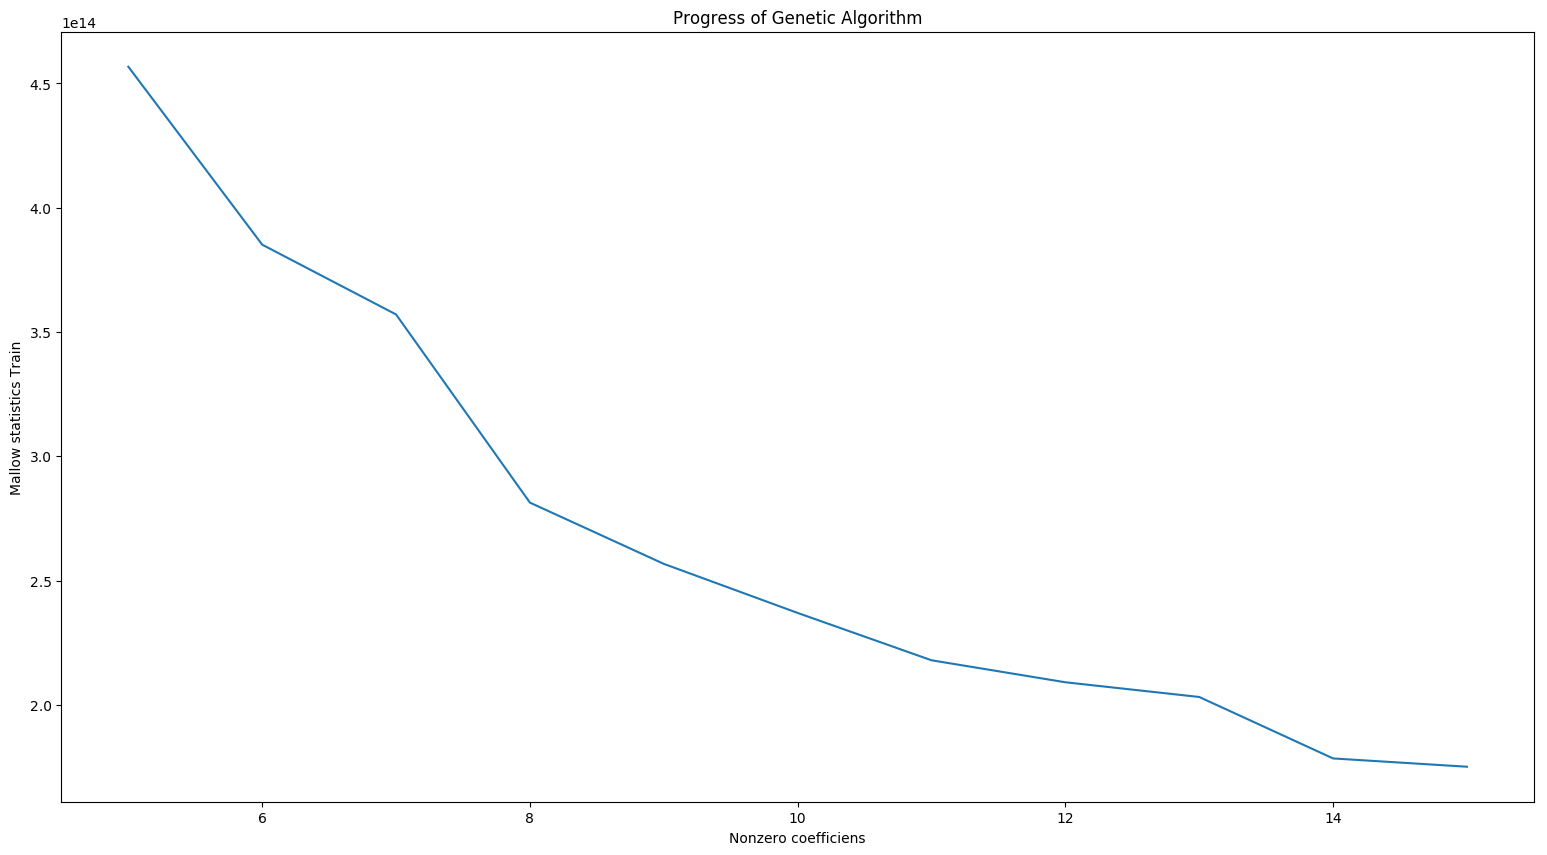 Progress of Genetic Algorithm
1e14
4.5
4.0
3.5
3.0
2.5
2.0
Mallow statistics Train
6 8 10 12 14
Nonzero coefficiens